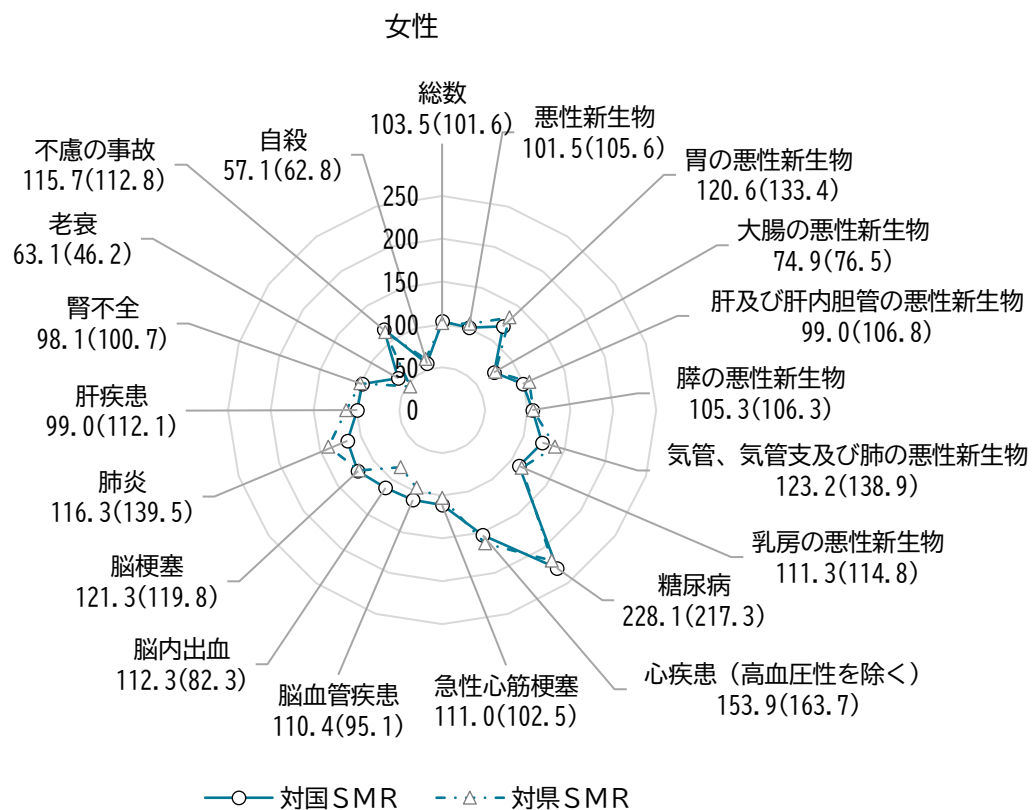 女性
総数
103.5(101.6)
悪性新生物
101.5(105.6)
胃の悪性新生物
120.6(133.4)
大腸の悪性新生物
74.9(76.5)
肝及び肝内胆管の悪性新生物
99.0(106.8)
膵の悪性新生物
105.3(106.3)
気管、気管支及び肺の悪性新生物
123.2(138.9)
乳房の悪性新生物
111.3(114.8)
糖尿病
228.1(217.3)
心疾患（高血圧性を除く）
153.9(163.7)
急性心筋梗塞
111.0(102.5)
脳血管疾患
110.4(95.1)
脳内出血
112.3(82.3)
脳梗塞
121.3(119.8)
肺炎
116.3(139.5)
肝疾患
99.0(112.1)
腎不全
98.1(100.7)
老衰
63.1(46.2)
不慮の事故
115.7(112.8)
自殺
57.1(62.8)
250
200
150
100
50
0
対国ＳＭＲ
対県ＳＭＲ